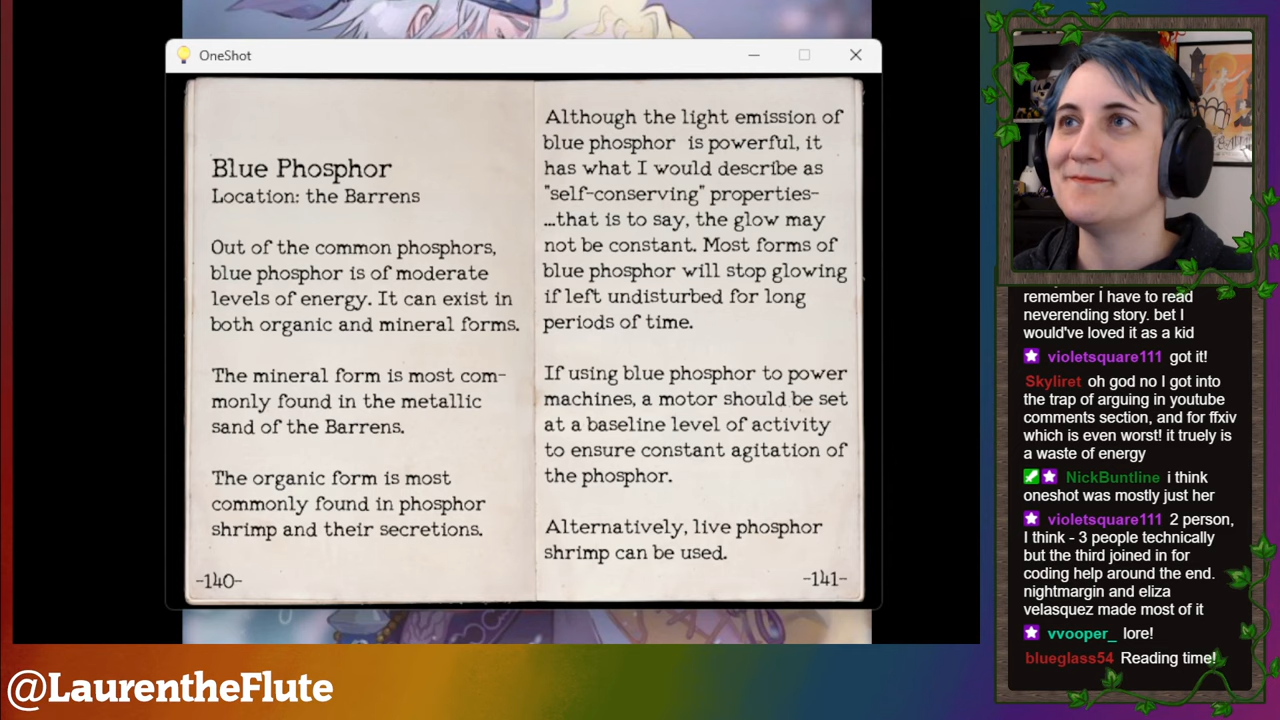 OneShot
Blue Phosphor
Location: the Barrens
Out of the common phosphors,
blue phosphor is of moderate
levels of energy. It can exist in
both organic and mineral forms.
The mineral form is most com-
monly found in the metallic
sand of the Barrens.
The organic form is most
commonly found in phosphor
shrimp and their secretions.
-140-
Although the light emission of
blue phosphor  is powerful, it
has what I would describe as
"self-conserving" properties-
...that is to say, the glow may
not be constant. Most forms of
blue phosphor will stop glowing
if left undisturbed for long
periods of time.
If using blue phosphor to power
machines, a motor should be set
at a baseline level of activity
to ensure constant agitation of
the phosphor.
Alternatively, live phosphor
shrimp can be used.
-141-
remember I have to read
neverending story. bet I
would've loved it as a kid
violetsquare111 got it!
Skyliret oh god no I got into
the trap of arguing in youtube
comments section, and for ffxiv
which is even worst! it truely is
a waste of energy
NickBuntline i think
oneshot was mostly just her
violetsquare111 2 person,
I think - 3 people technically
but the third joined in for
coding help around the end.
nightmargin and eliza
velasquez made most of it
vvooper_ lore!
blueglass54 Reading time!
@LaurentheFlute